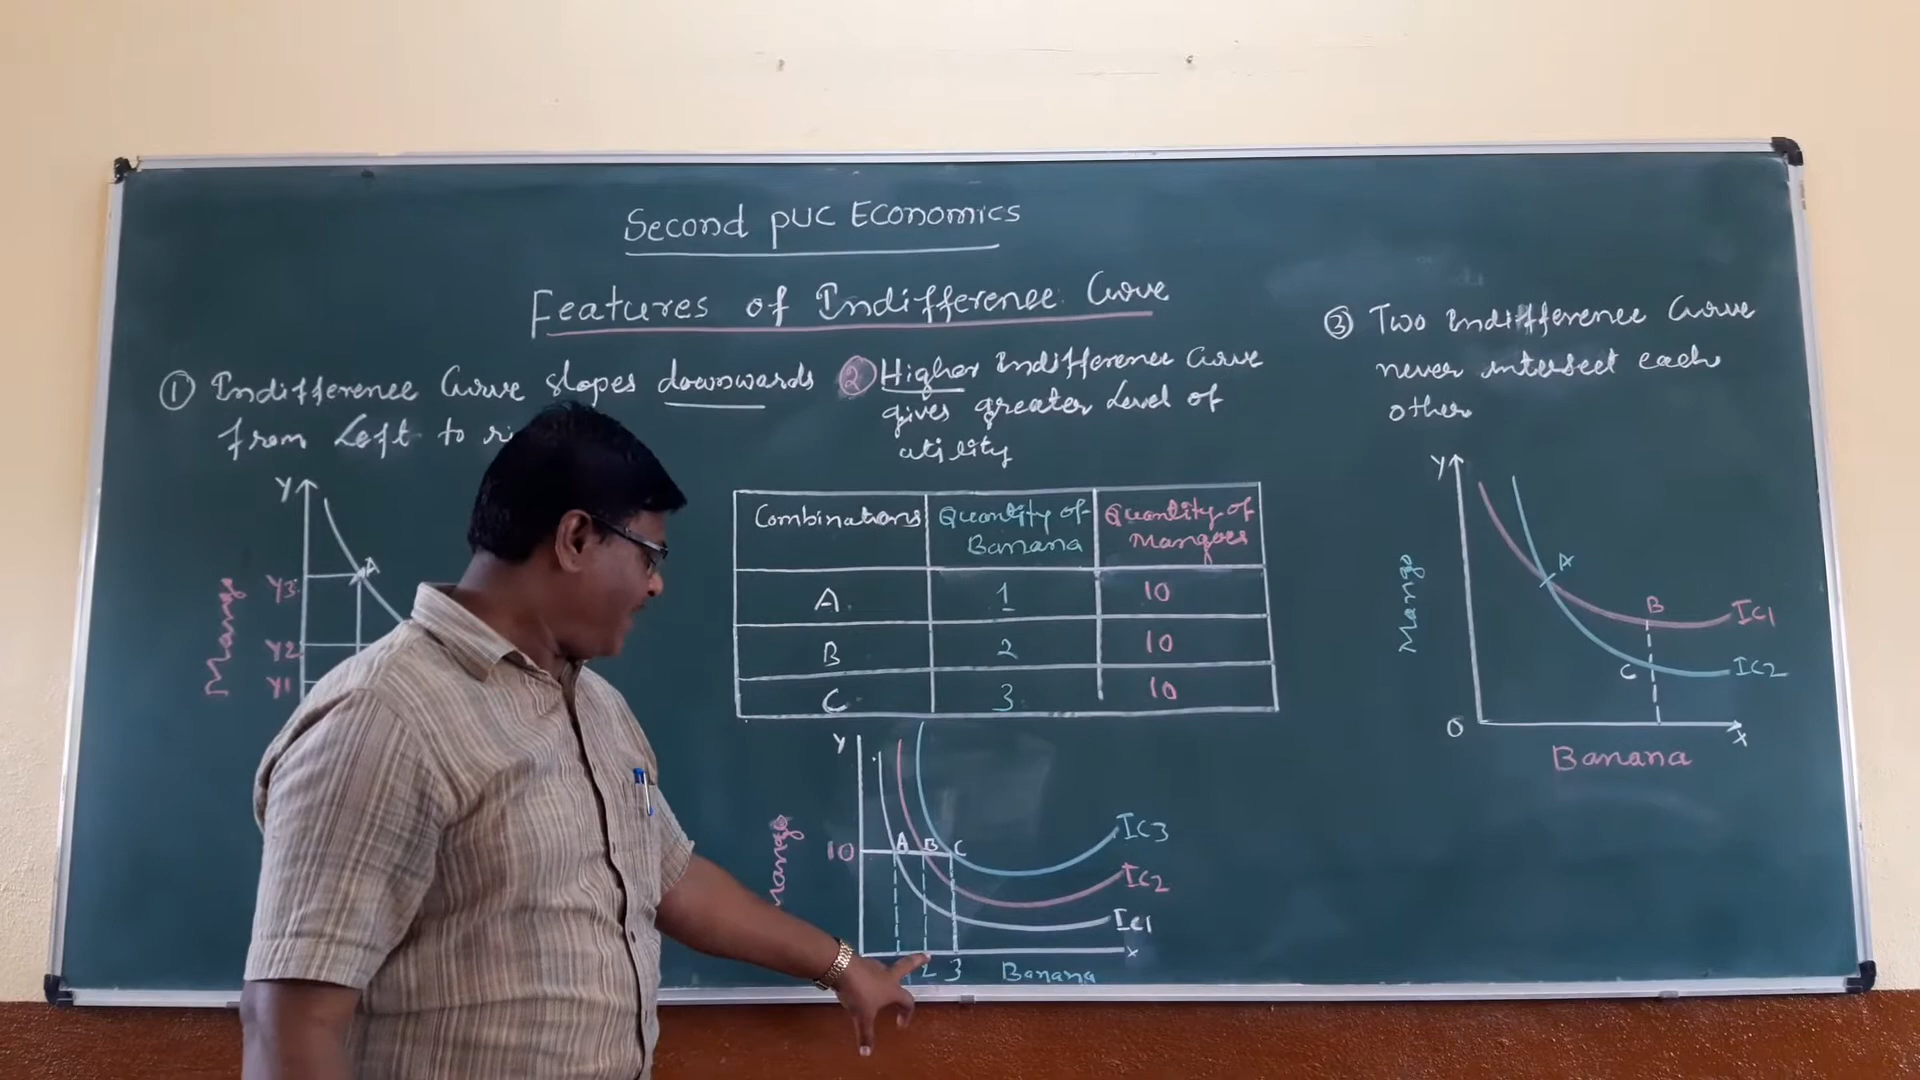 Second PUC Economics
Features of Indifference Curve
① Indifference Curve slopes downwards
from Left to
Y
A
Y3
Y2
Y1
Mango
② Higher Indifference Curve
gives greater Level of
utility
Combinations Quantity of Banana Quantity of Mangoes
A 1 10
B 2 10
C 3 10
Y
10 A B C
IC3
IC2
IC1
X
2 3 Banana
③ Two Indifference Curve
never intersect each
other
Y
A
B
IC1
C
IC2
Mango
O
X
Banana